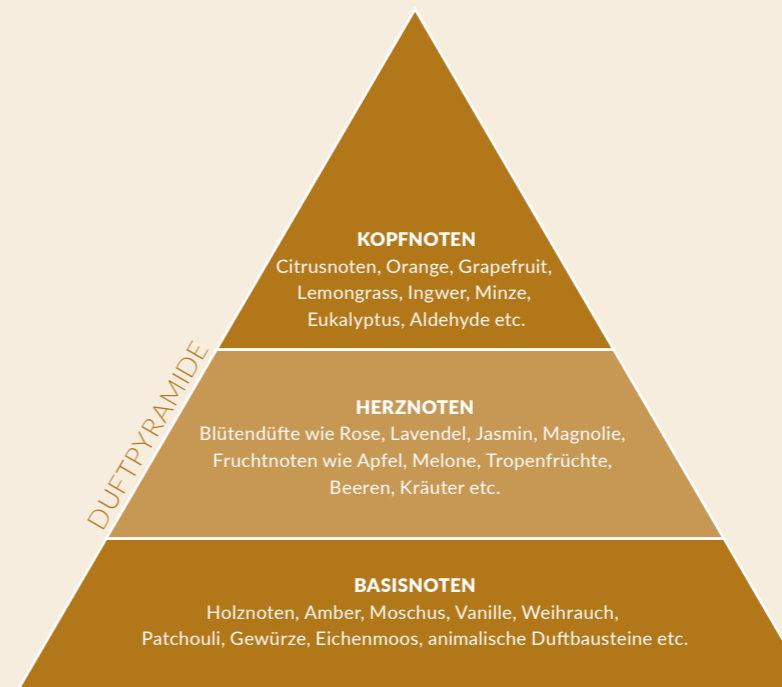 KOPFNOTEN
Citrusnoten, Orange, Grapefruit,
Lemongrass, Ingwer, Minze,
Eukalyptus, Aldehyde etc.
DUFTPYRAMIDE
HERZNOTEN
Blütendüfte wie Rose, Lavendel, Jasmin, Magnolie,
Fruchtnoten wie Apfel, Melone, Tropenfrüchte,
Beeren, Kräuter etc.
BASISNOTEN
Holznoten, Amber, Moschus, Vanille, Weihrauch,
Patchouli, Gewürze, Eichenmoos, animalische Duftbausteine etc.